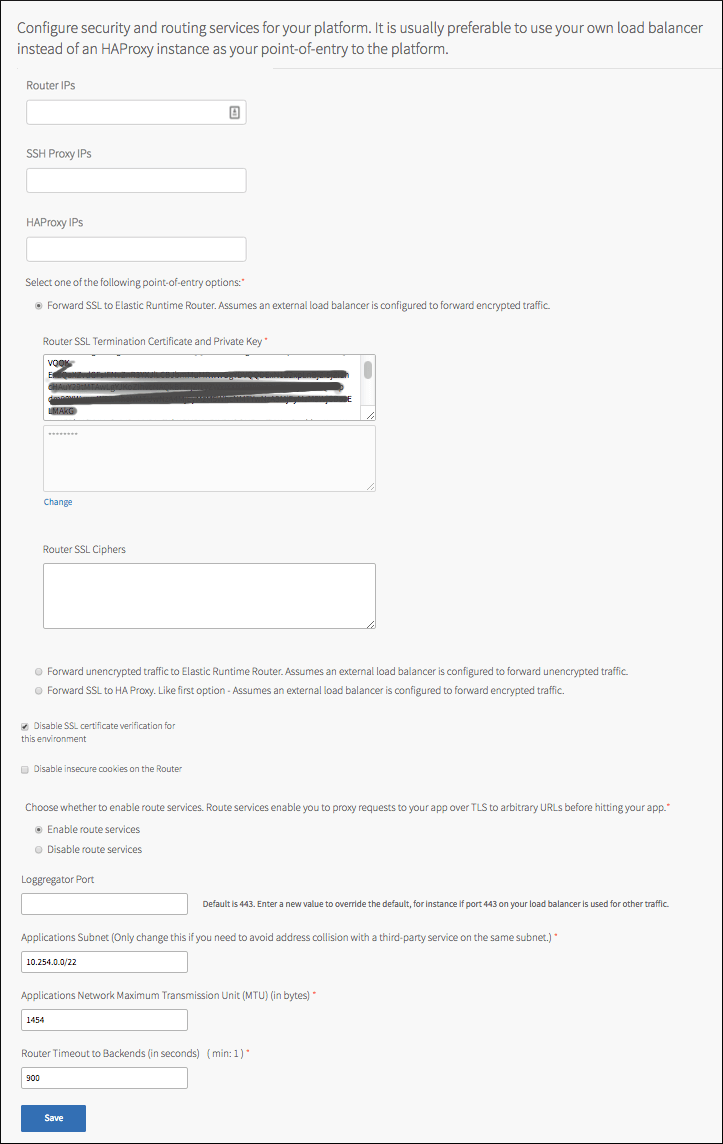 Configure security and routing services for your platform. It is usually preferable to use your own load balancer
instead of an HAProxy instance as your point-of-entry to the platform.
Router IPs
SSH Proxy IPs
HAProxy IPs
Select one of the following point-of-entry options:*
Forward SSL to Elastic Runtime Router. Assumes an external load balancer is configured to forward encrypted traffic.
Router SSL Termination Certificate and Private Key *
LMAkG
********
Change
Router SSL Ciphers
Forward unencrypted traffic to Elastic Runtime Router. Assumes an external load balancer is configured to forward unencrypted traffic.
Forward SSL to HA Proxy. Like first option - Assumes an external load balancer is configured to forward encrypted traffic.
Disable SSL certificate verification for
this environment
Disable insecure cookies on the Router
Choose whether to enable route services. Route services enable you to proxy requests to your app over TLS to arbitrary URLs before hitting your app.*
Enable route services
Disable route services
Loggregator Port
Default is 443. Enter a new value to override the default, for instance if port 443 on your load balancer is used for other traffic.
Applications Subnet (Only change this if you need to avoid address collision with a third-party service on the same subnet.) *
10.254.0.0/22
Applications Network Maximum Transmission Unit (MTU) (in bytes) *
1454
Router Timeout to Backends (in seconds) ( min: 1 ) *
900
Save